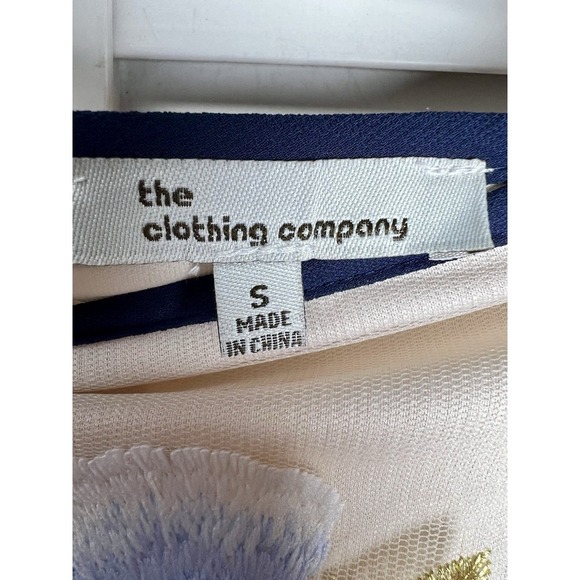 the
clothing company
S
MADE
IN CHINA